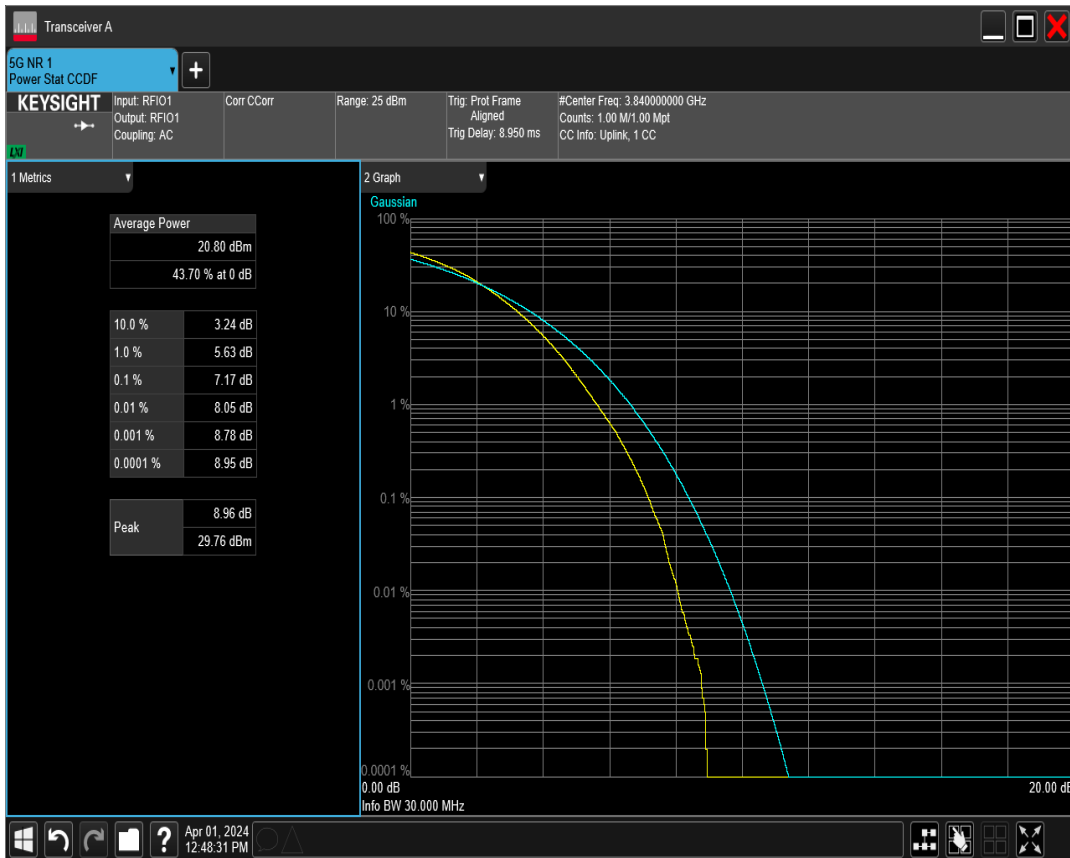 Transceiver A
5G NR 1
Power Stat CCDF
KEYSIGHT
LXI
Input: RFIO1
Output: RFIO1
Coupling: AC
Corr CCorr
Range: 25 dBm
Trig: Prot Frame
Aligned
Trig Delay: 8.950 ms
#Center Freq: 3.840000000 GHz
Counts: 1.00 M/1.00 Mpt
CC Info: Uplink, 1 CC
1 Metrics
Average Power
20.80 dBm
43.70 % at 0 dB
10.0 % 3.24 dB
1.0 % 5.63 dB
0.1 % 7.17 dB
0.01 % 8.05 dB
0.001 % 8.78 dB
0.0001 % 8.95 dB
Peak
8.96 dB
29.76 dBm
2 Graph
Gaussian
100 %
10 %
1 %
0.1 %
0.01 %
0.001 %
0.0001 %
0.00 dB 20.00 dB
Info BW 30.000 MHz
? Apr 01, 2024
12:48:31 PM